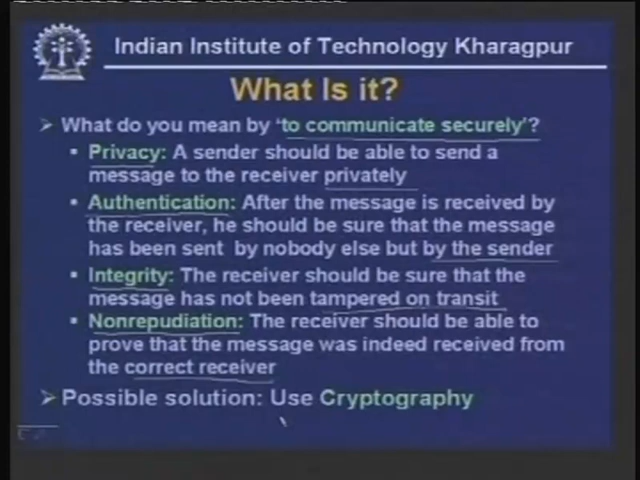 Indian Institute of Technology Kharagpur
What Is it?
➤ What do you mean by 'to communicate securely'?
▪ Privacy: A sender should be able to send a
message to the receiver privately
▪ Authentication: After the message is received by
the receiver, he should be sure that the message
has been sent by nobody else but by the sender
▪ Integrity: The receiver should be sure that the
message has not been tampered on transit
▪ Nonrepudiation: The receiver should be able to
prove that the message was indeed received from
the correct receiver
➤ Possible solution: Use Cryptography